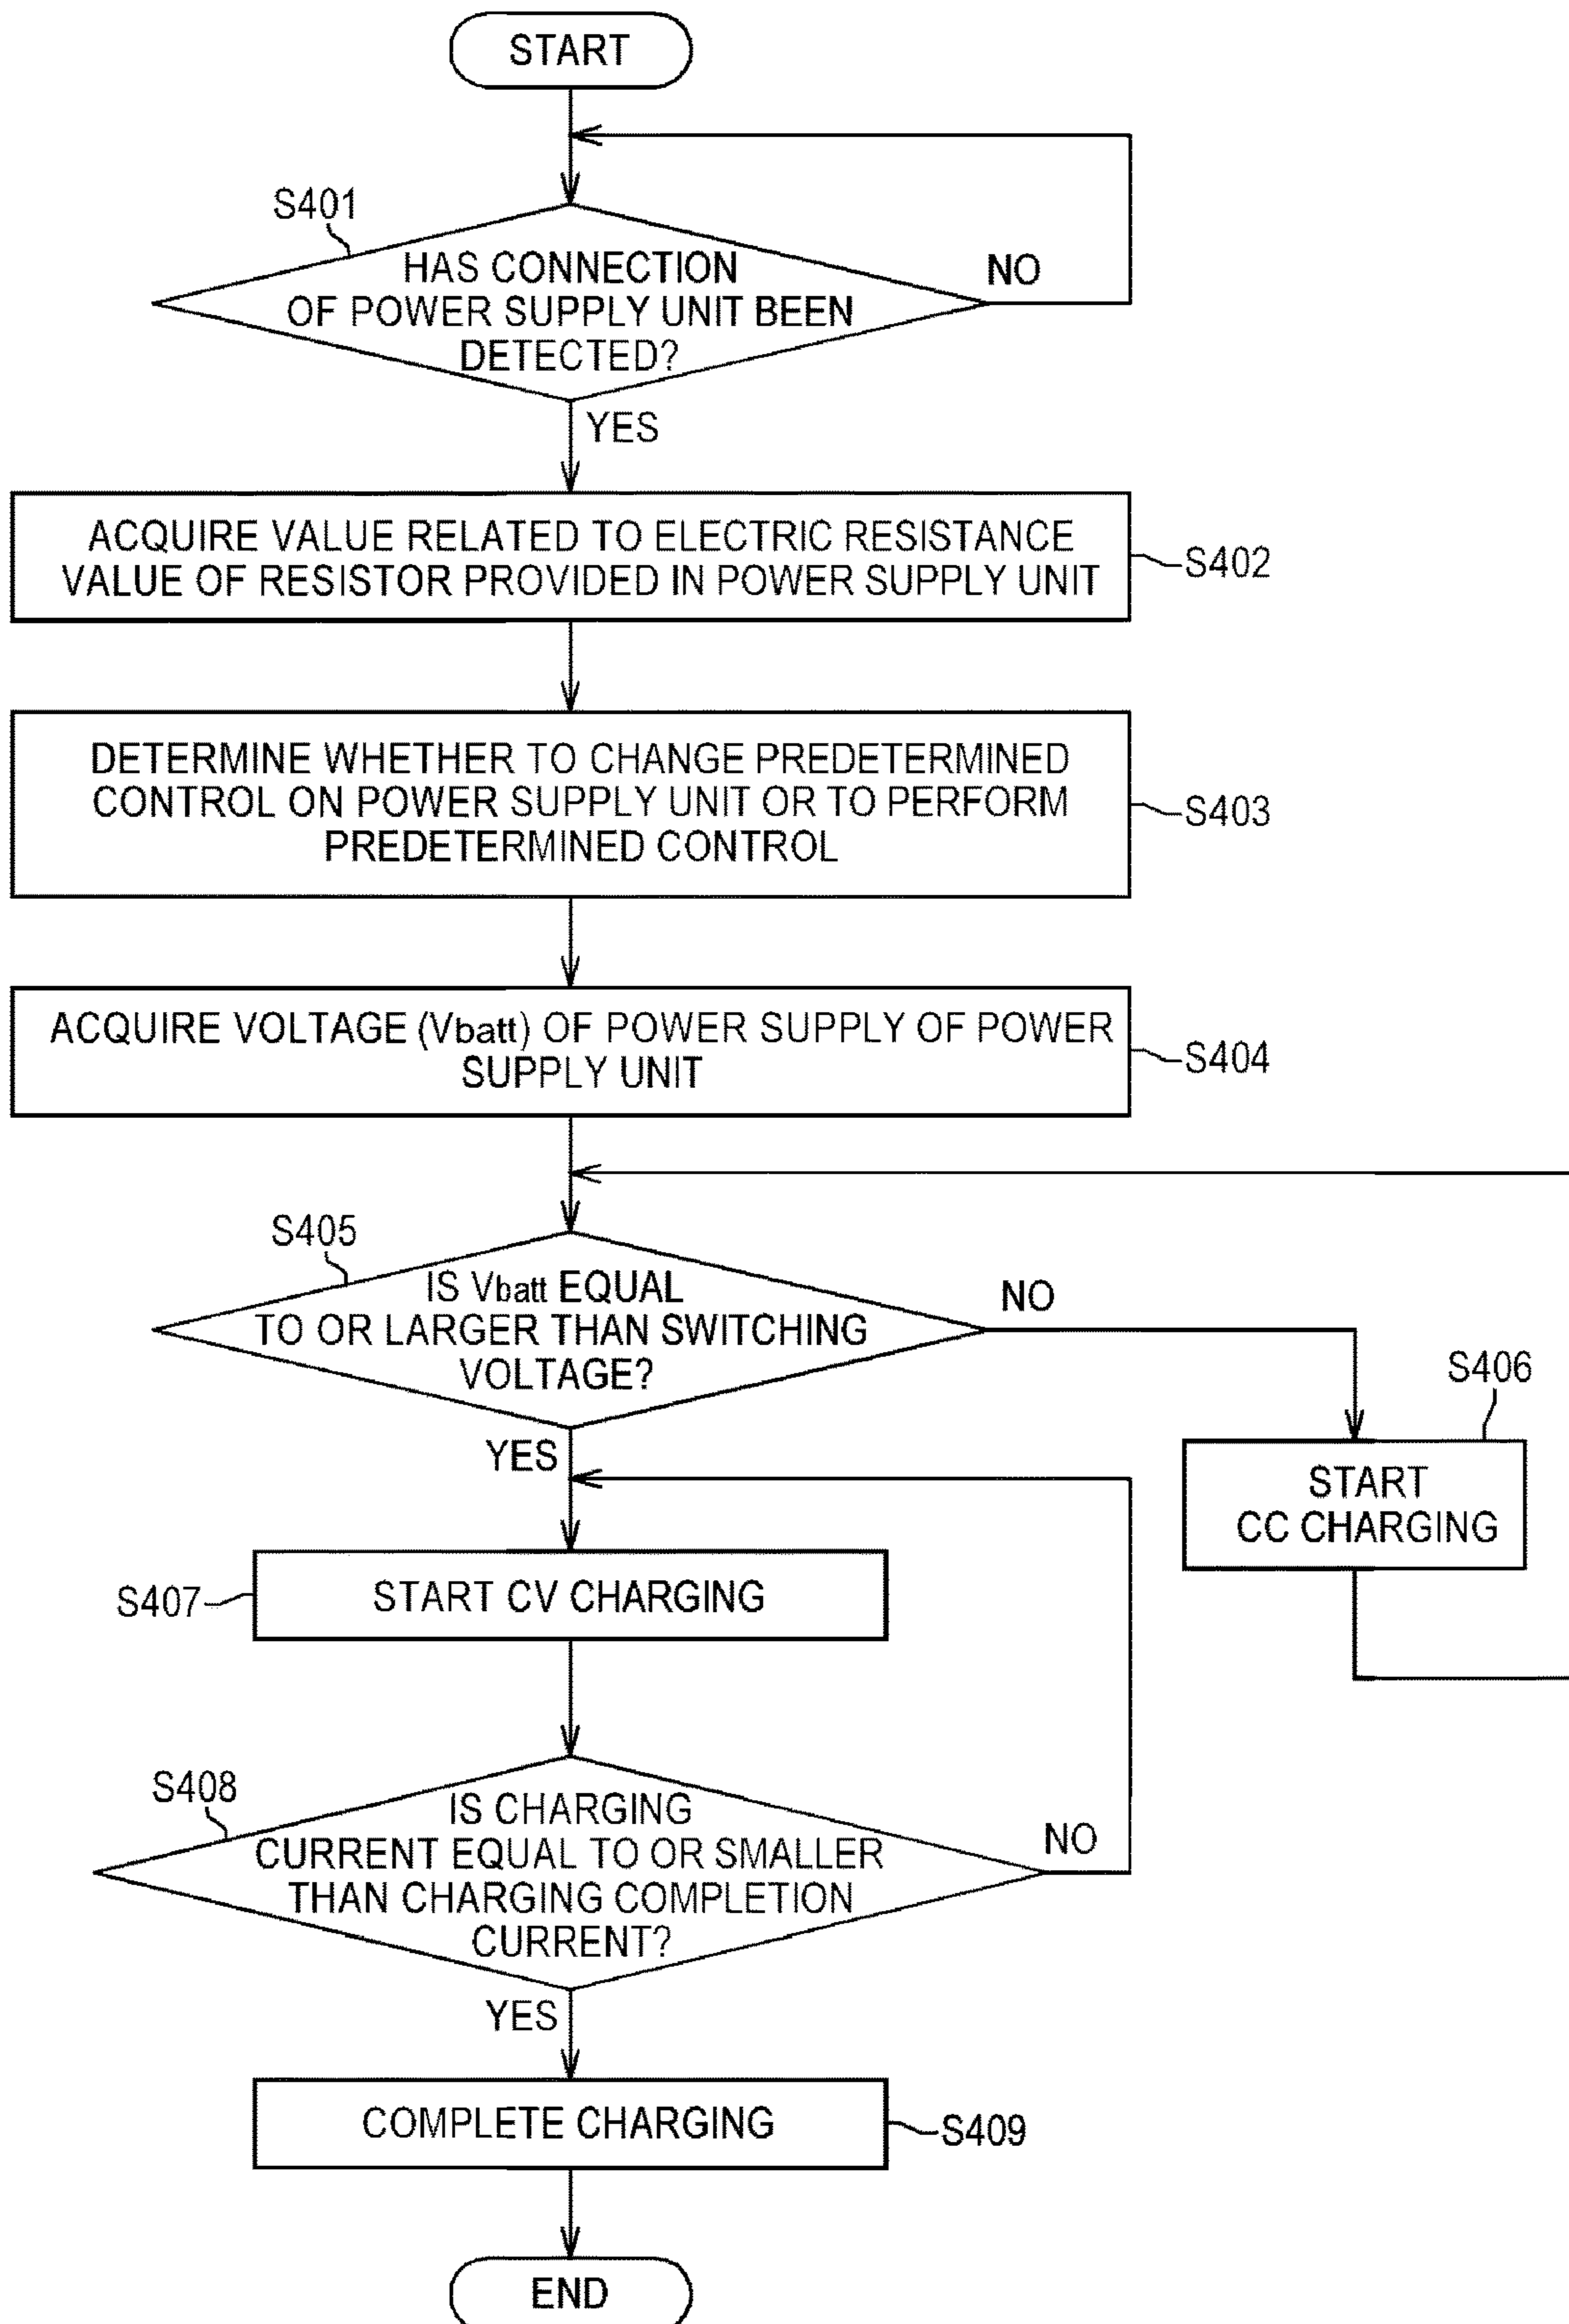 START
S401
HAS CONNECTION
OF POWER SUPPLY UNIT BEEN
DETECTED?
NO
YES
ACQUIRE VALUE RELATED TO ELECTRIC RESISTANCE
VALUE OF RESISTOR PROVIDED IN POWER SUPPLY UNIT
S402
DETERMINE WHETHER TO CHANGE PREDETERMINED
CONTROL ON POWER SUPPLY UNIT OR TO PERFORM
PREDETERMINED CONTROL
S403
ACQUIRE VOLTAGE (Vbatt) OF POWER SUPPLY OF POWER
SUPPLY UNIT
S404
S405
IS Vbatt EQUAL
TO OR LARGER THAN SWITCHING
VOLTAGE?
NO
YES
S406
START
CC CHARGING
S407
START CV CHARGING
S408
IS CHARGING
CURRENT EQUAL TO OR SMALLER
THAN CHARGING COMPLETION
CURRENT?
NO
YES
COMPLETE CHARGING
S409
END